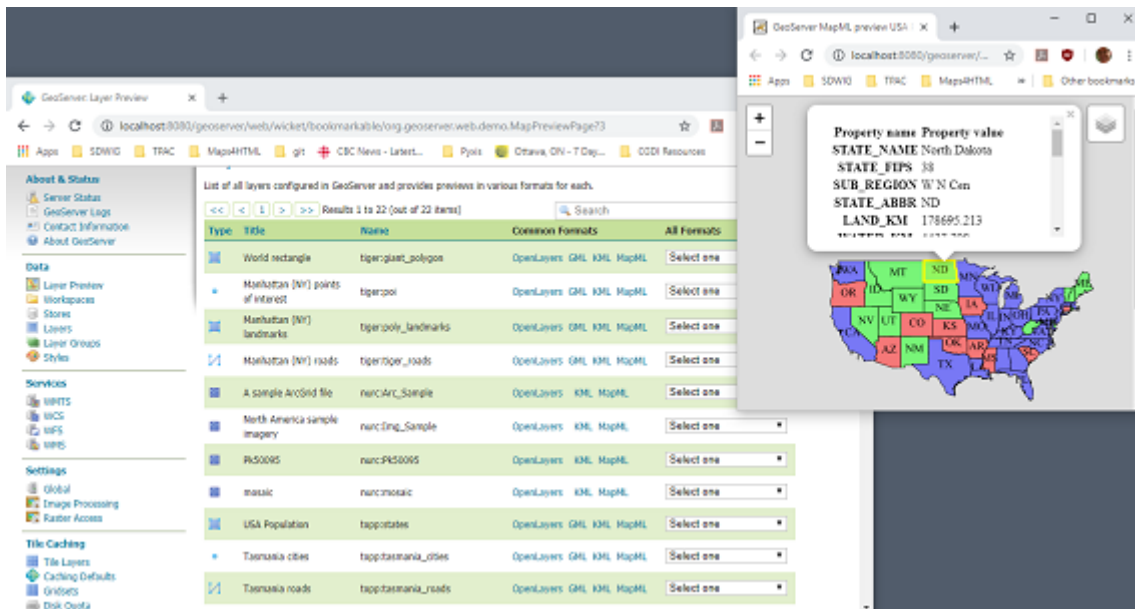 GeoServer: Layer Preview
localhost:8080/geoserver/web/wicket/bookmarkable/org.geoserver.web.demo.MapPreviewPage?3
Apps SDWIG TPAC Maps4HTML git CBC News - Latest... Pyxis Ottawa, ON - 7 Day... CGDI Resources
About & Status
Server Status
GeoServer Logs
Contact Information
About GeoServer
Data
Layer Preview
Workspaces
Stores
Layers
Layer Groups
Styles
Services
WMTS
WCS
WFS
WMS
Settings
Global
Image Processing
Raster Access
Tile Caching
Tile Layers
Caching Defaults
Gridsets
Disk Quota
List of all layers configured in GeoServer and provides previews in various formats for each.
<< < 1 > >> Results 1 to 22 (out of 22 items) Search
Type Title Name Common Formats All Formats
World rectangle tiger:giant_polygon OpenLayers GML KML MapML Select one
Manhattan (NY) points
of interest tiger:poi OpenLayers GML KML MapML Select one
Manhattan (NY)
landmarks tiger:poly_landmarks OpenLayers GML KML MapML Select one
Manhattan (NY) roads tiger:tiger_roads OpenLayers GML KML MapML Select one
A sample ArcGrid file nurc:Arc_Sample OpenLayers KML MapML Select one
North America sample
imagery nurc:Img_Sample OpenLayers KML MapML Select one
Pk50095 nurc:Pk50095 OpenLayers KML MapML Select one
mosaic nurc:mosaic OpenLayers KML MapML Select one
USA Population topp:states OpenLayers GML KML MapML Select one
Tasmania cities topp:tasmania_cities OpenLayers GML KML MapML Select one
Tasmania roads topp:tasmania_roads OpenLayers GML KML MapML Select one
GeoServer MapML preview USA
localhost:8080/geoserver/...
Apps SDWIG TPAC Maps4HTML » Other bookmarks
+
−
Property name Property value
STATE_NAME North Dakota
STATE_FIPS 38
SUB_REGION W N Cen
STATE_ABBR ND
LAND_KM 178695.213
WA MT ND MN
OR ID SD WI
WY IA NY
NV UT NE IL IN OH PA
CA CO KS MO
AZ NM OK AR TN NC
TX MS SC
ME